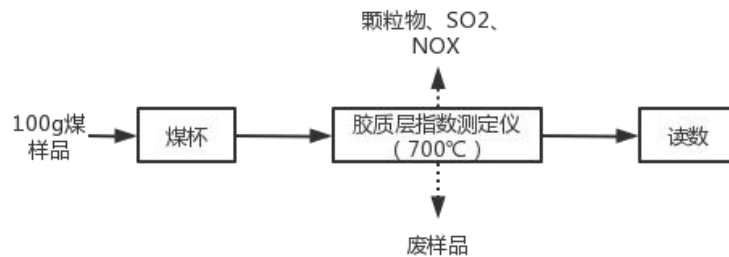 颗粒物、SO2、
NOX
100g煤
样品
煤杯
胶质层指数测定仪
（700℃）
读数
废样品